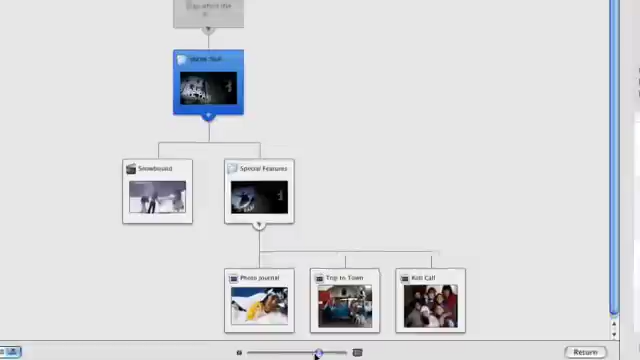 Snowboard
Special Features
Photo Journal
Trip to Town
Roll Call
Return